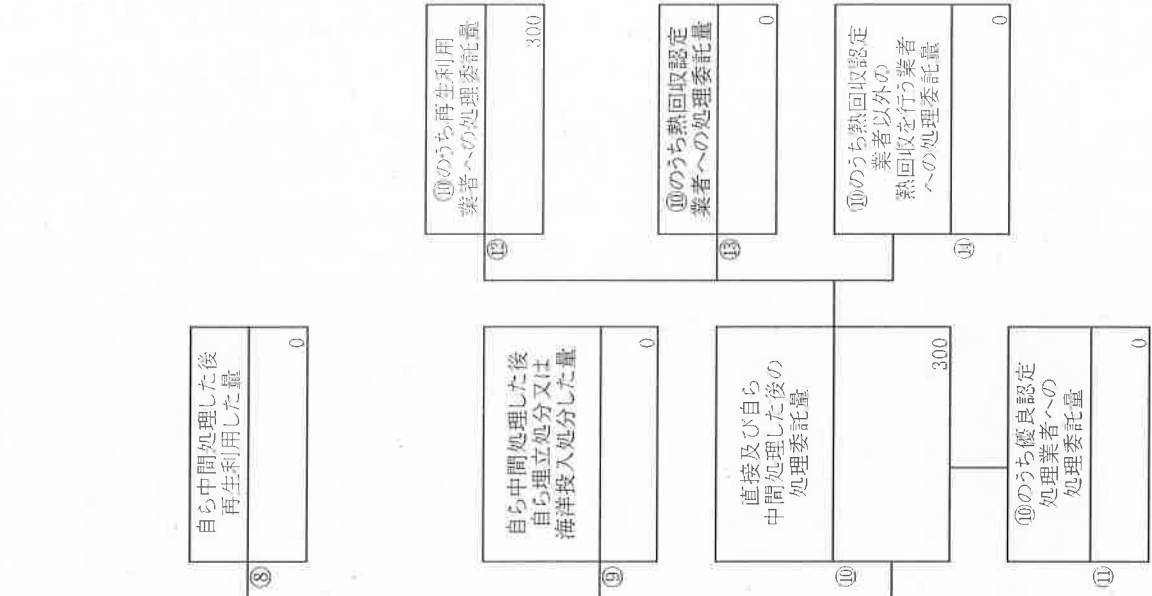 ⑧
自ら中間処理した後
再生利用した量
0
⑨
自ら中間処理した後
自ら埋立処分又は
海洋投入処分した量
0
⑩
直接及び自ら
中間処理した後の
処理委託量
300
⑪
⑩のうち優良認定
処理業者への
処理委託量
0
⑫
⑩のうち再生利用
業者への処理委託量
300
⑬
⑩のうち熱回収認定
業者への処理委託量
0
⑭
⑩のうち熱回収認定
業者以外の
熱回収を行う業者
への処理委託量
0